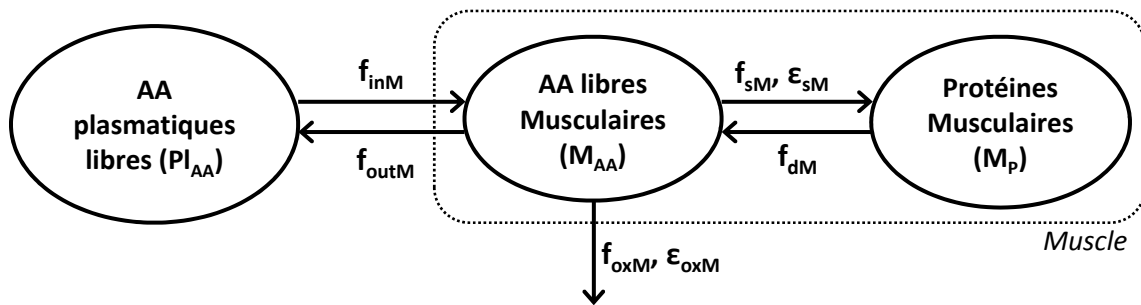 AA
plasmatiques
libres (Pl_AA)
f_inM
f_outM
AA libres
Musculaires
(M_AA)
f_sM, ε_sM
f_dM
Protéines
Musculaires
(M_P)
Muscle
f_oxM, ε_oxM